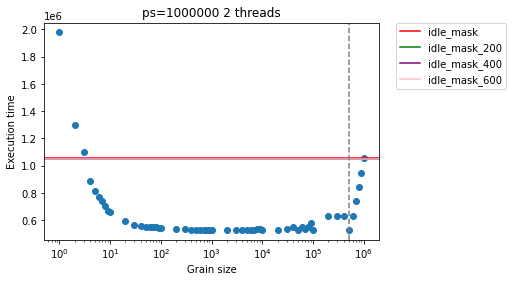 ps=1000000 2 threads
1e6
2.0
1.8
1.6
1.4
1.2
1.0
0.8
0.6
Execution time
10⁰
10¹
10²
10³
10⁴
10⁵
10⁶
Grain size
idle_mask
idle_mask_200
idle_mask_400
idle_mask_600